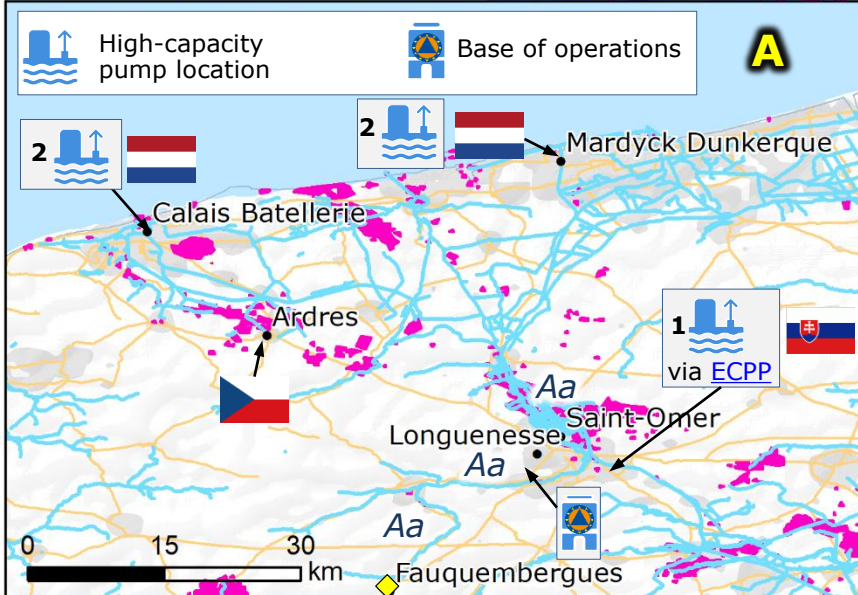 High-capacity
pump location
Base of operations
A
2
2
Mardyck Dunkerque
Calais Batellerie
Ardres
1
via ECPP
Aa
Saint-Omer
Longuenesse
Aa
Aa
0 15 30
km
Fauquembergues